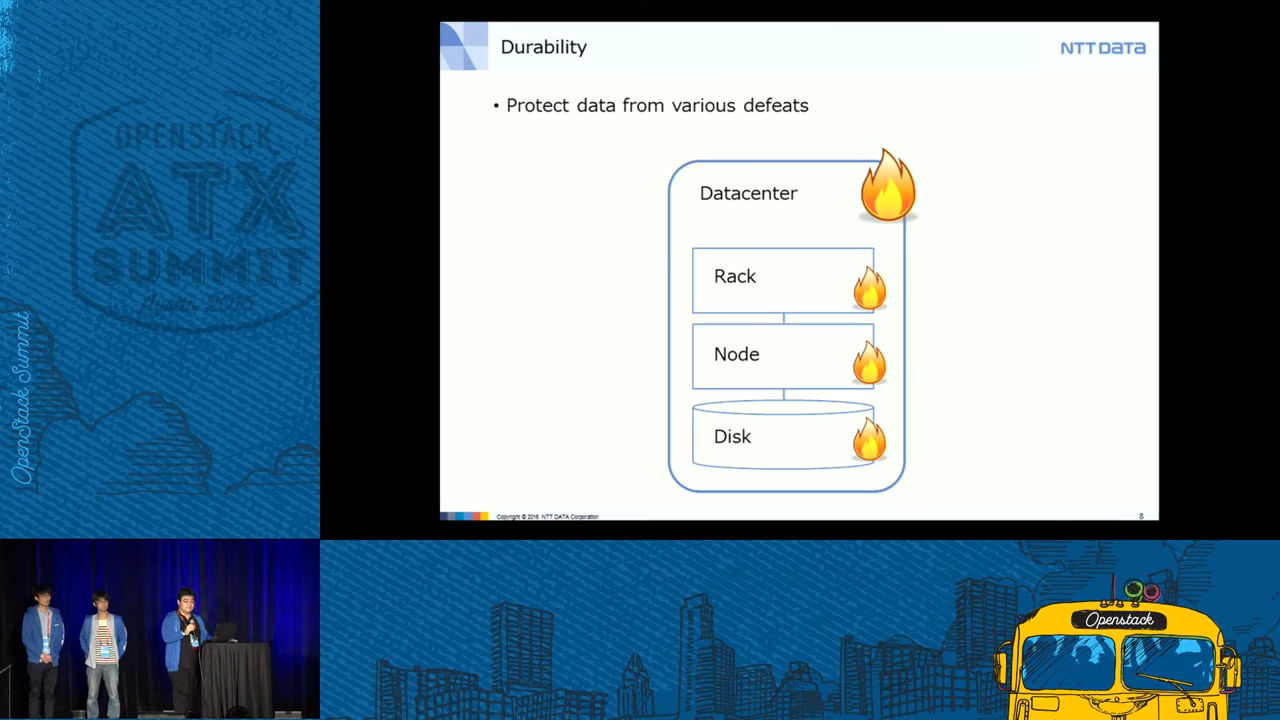 Durability
NTT DATA
• Protect data from various defeats
Datacenter
Rack
Node
Disk
Copyright © 2016 NTT DATA Corporation
8
OPENSTACK
ATX
SUMMIT
OpenStack Summit
Openstack